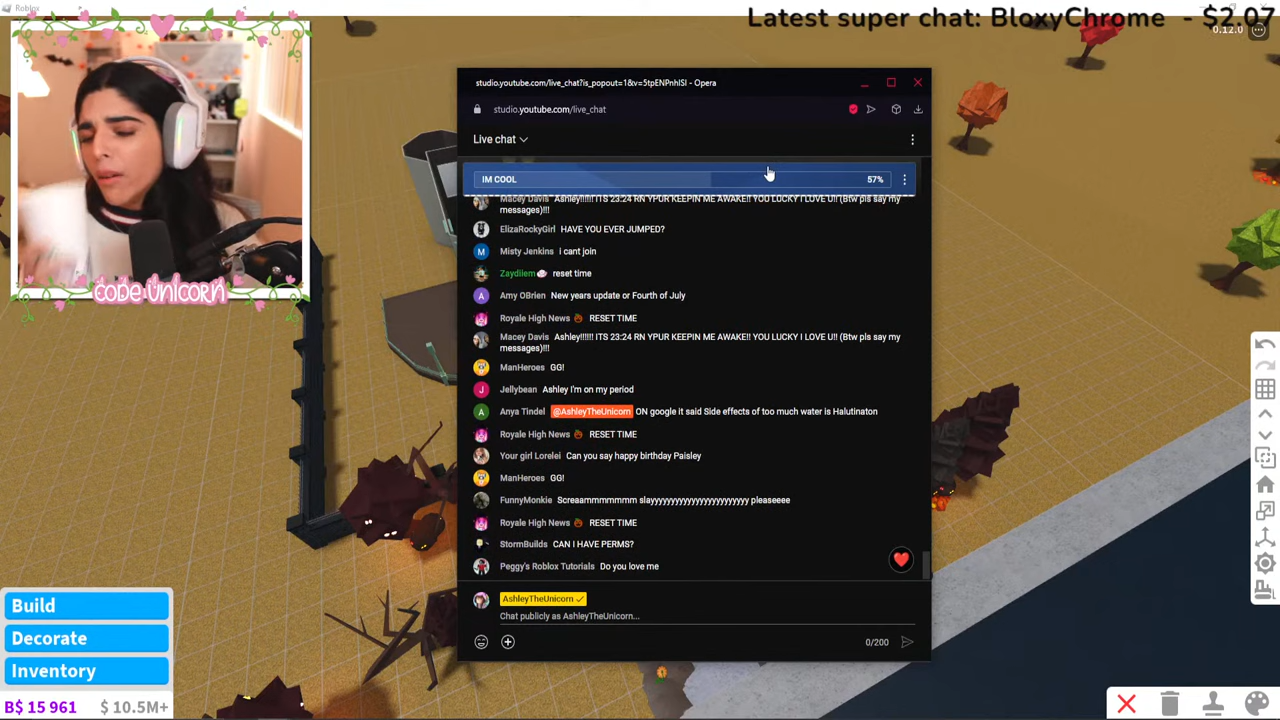 Roblox
Latest super chat: BloxyChrome - $2.07
0.12.0
studio.youtube.com/live_chat?is_popout=1&v=5tpENPnhISI - Opera
studio.youtube.com/live_chat
Live chat
IM COOL 57%
Macey Davis Ashley!!!!!! ITS 23:24 RN YPUR KEEPIN ME AWAKE!! YOU LUCKY I LOVE U!! (Btw pls say my
messages)!!!
ElizaRockyGirl HAVE YOU EVER JUMPED?
M Misty Jenkins i cant join
Zaydiiem reset time
A Amy OBrien New years update or Fourth of July
Royale High News RESET TIME
Macey Davis Ashley!!!!!! ITS 23:24 RN YPUR KEEPIN ME AWAKE!! YOU LUCKY I LOVE U!! (Btw pls say my
messages)!!!
ManHeroes GG!
J Jellybean Ashley I'm on my period
A Anya Tindel @AshleyTheUnicorn ON google it said Side effects of too much water is Halutinaton
Royale High News RESET TIME
Your girl Lorelei Can you say happy birthday Paisley
ManHeroes GG!
FunnyMonkie Screaammmmmmm slayyyyyyyyyyyyyyyyyyyyyyy pleaseeee
Royale High News RESET TIME
StormBuilds CAN I HAVE PERMS?
Peggy's Roblox Tutorials Do you love me
AshleyTheUnicorn
Chat publicly as AshleyTheUnicorn...
0/200
CODE UNICORN
Build
Decorate
Inventory
B$ 15 961 $ 10.5M+